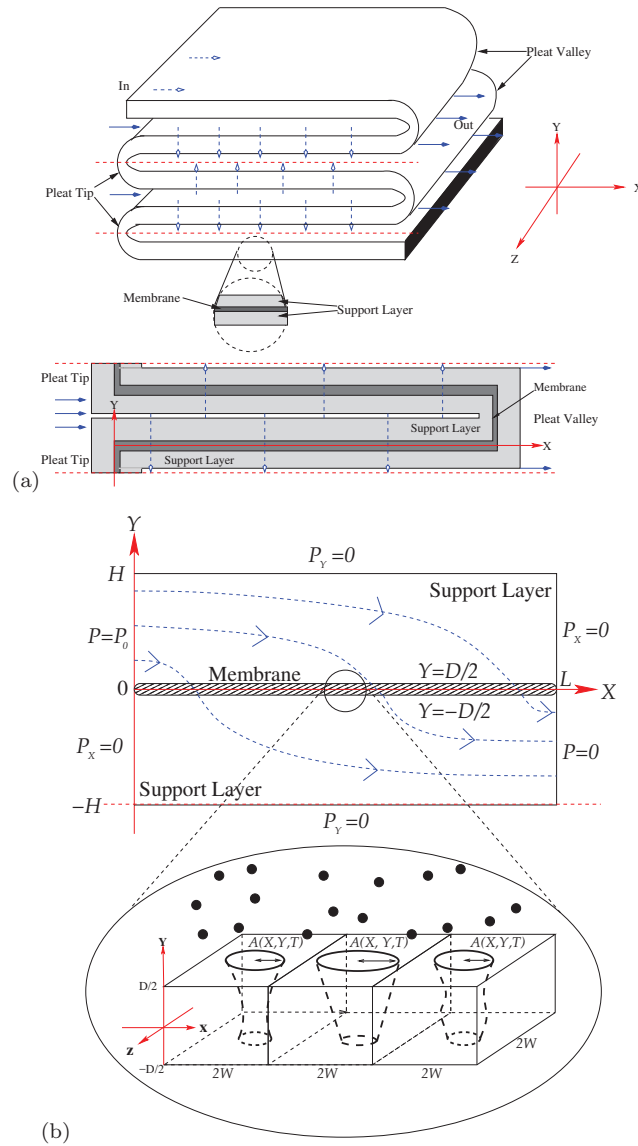 Pleat Valley
In
Out
Pleat Tip
Y
X
Z
Membrane
Support Layer
Pleat Tip
Membrane
Y
Support Layer
Pleat Valley
X
Pleat Tip
Support Layer
(a)
Y
P_Y=0
H
Support Layer
P=P_0
P_X=0
Membrane
Y=D/2
L
0
X
Y=-D/2
P_X=0
P=0
Support Layer
-H
P_Y=0
Y
A(X,Y,T)
A(X, Y,T)
A(X,Y,T)
D/2
X
Z
2W
-D/2
2W
2W
2W
(b)